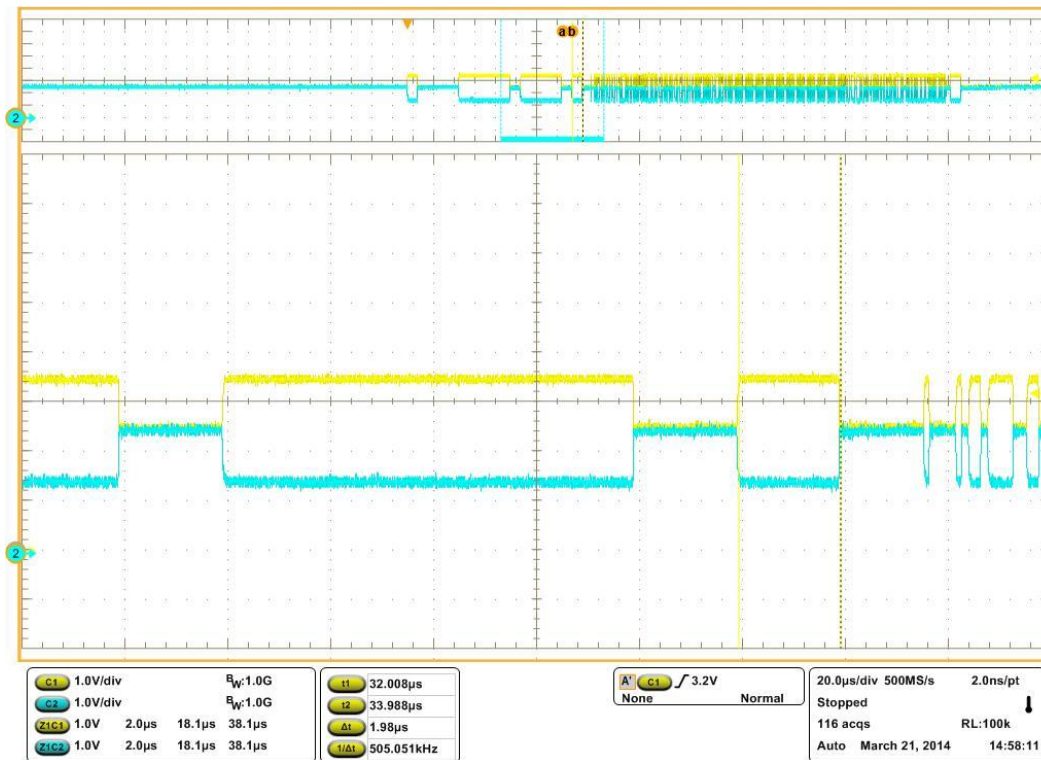 a b
2
2
C1 1.0V/div BW:1.0G
C2 1.0V/div BW:1.0G
Z1C1 1.0V 2.0µs 18.1µs 38.1µs
Z1C2 1.0V 2.0µs 18.1µs 38.1µs
t1 32.008µs
t2 33.988µs
Δt 1.98µs
1/Δt 505.051kHz
A' C1 3.2V
None Normal
20.0µs/div 500MS/s 2.0ns/pt
Stopped
116 acqs RL:100k
Auto March 21, 2014 14:58:11